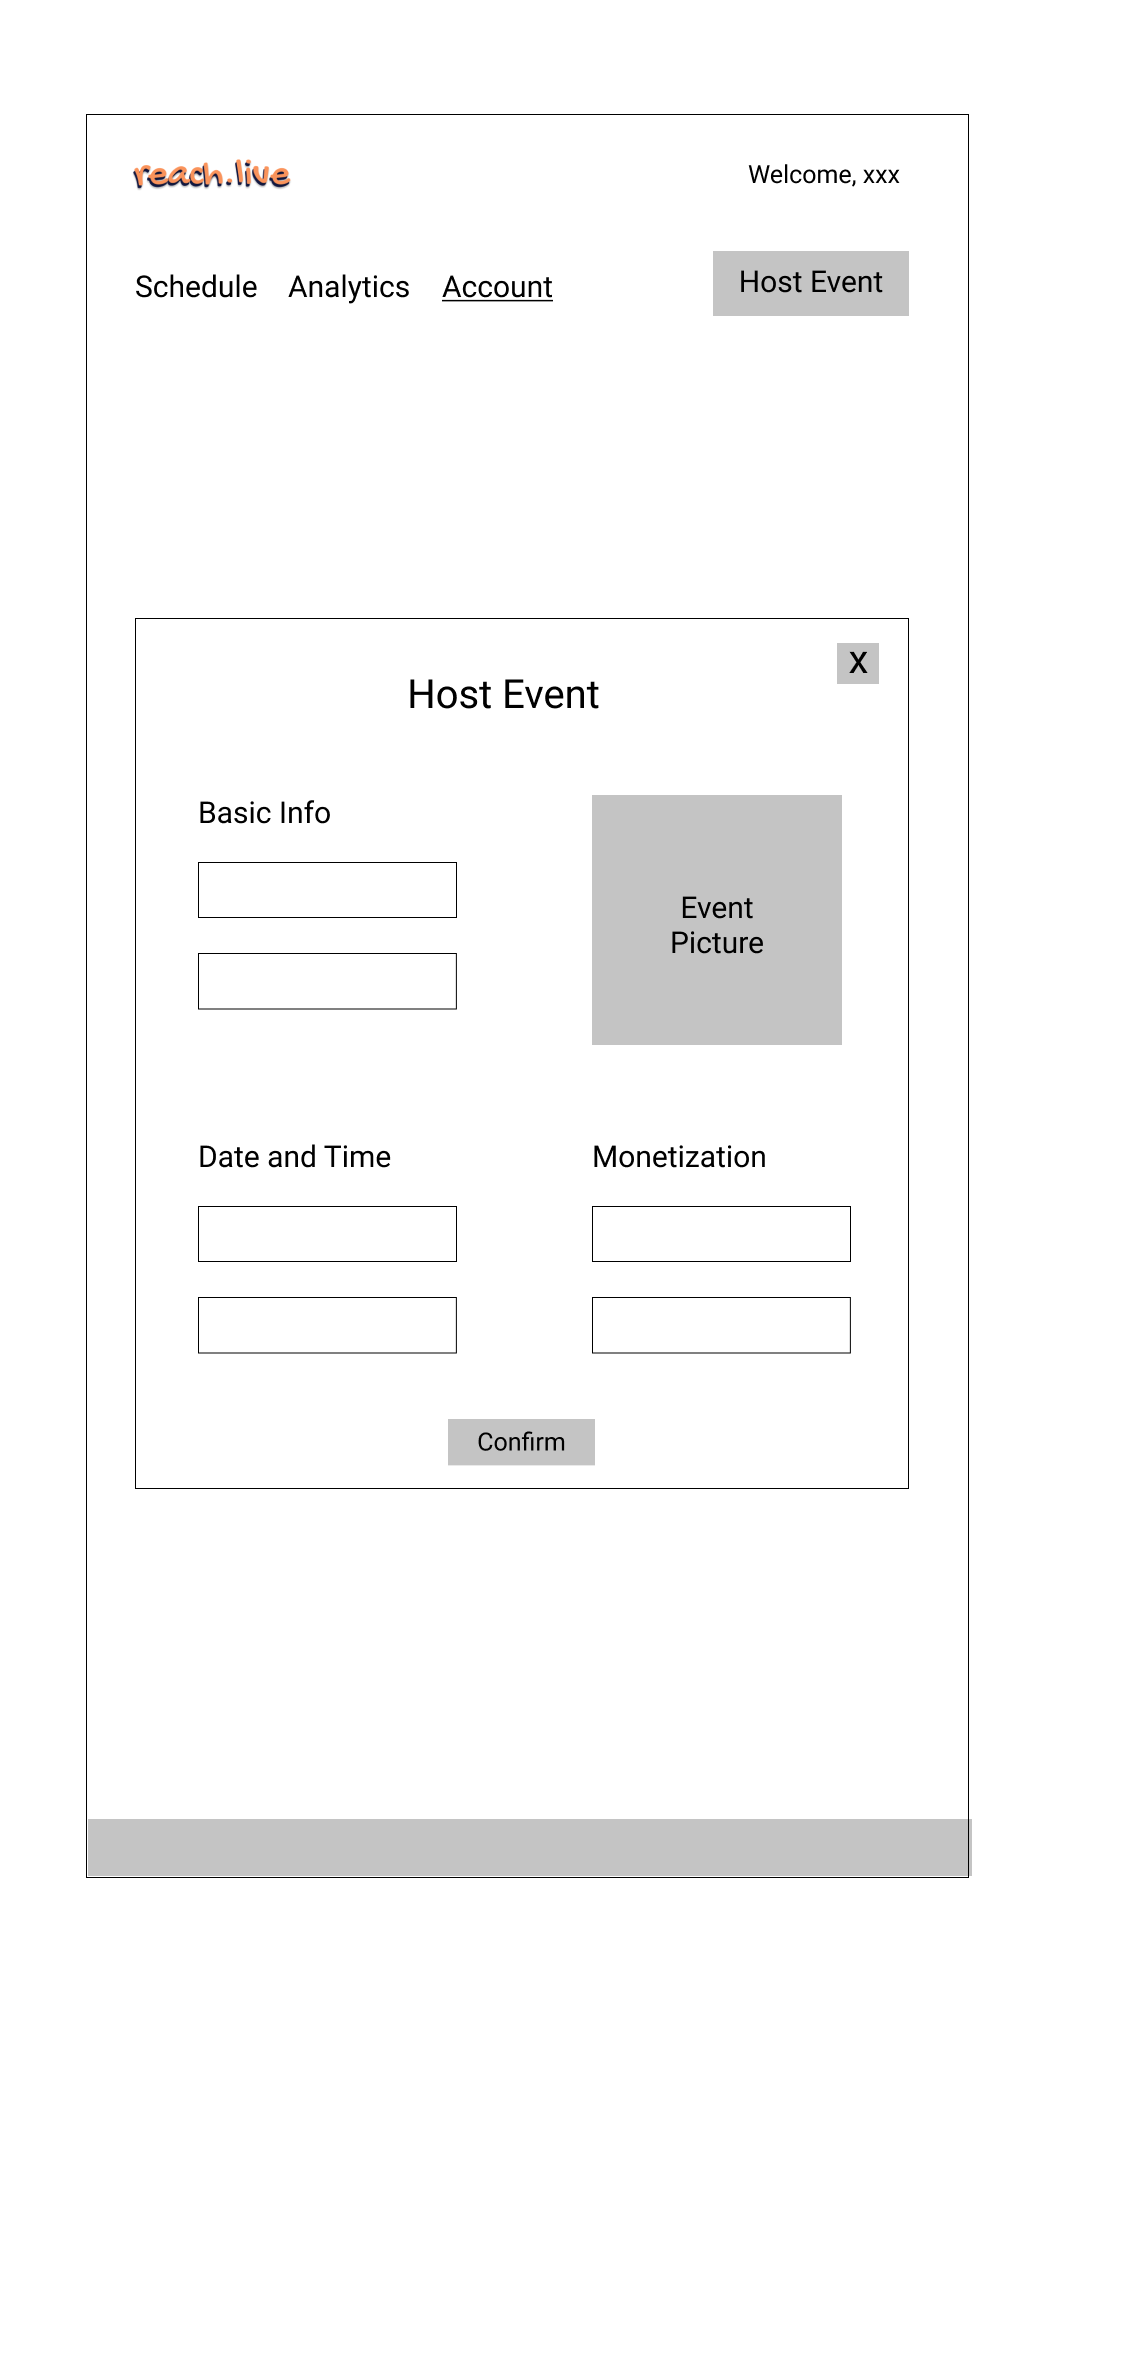 reach.live
Welcome, xxx
Schedule Analytics Account
Host Event
X
Host Event
Basic Info
Event
Picture
Date and Time
Monetization
Confirm